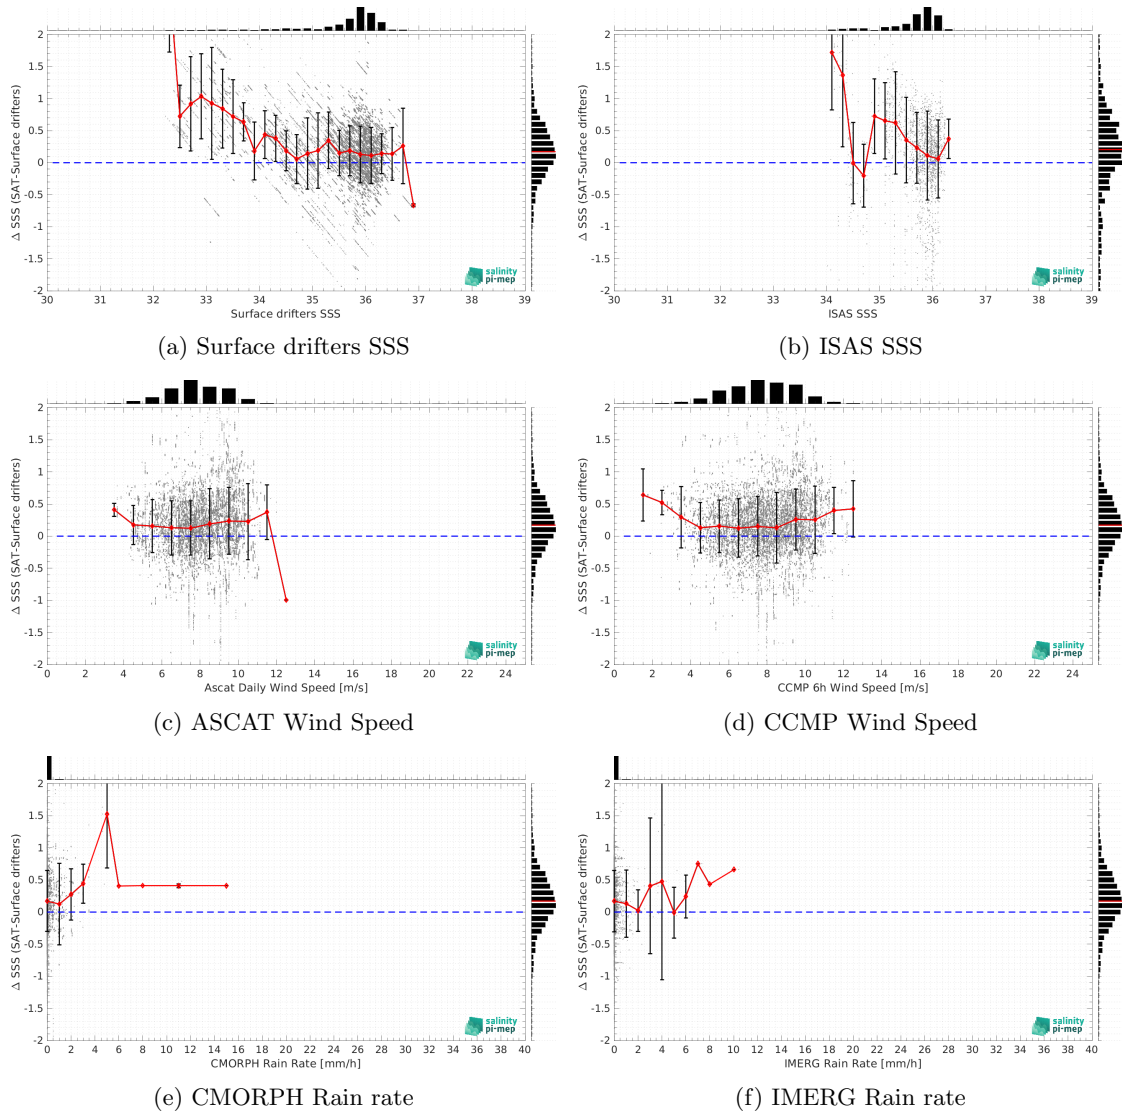 2
1.5
1
0.5
0
-0.5
-1
-1.5
-2
Δ SSS (SAT-Surface drifters)
salinity
pi-mep
30 31 32 33 34 35 36 37 38 39
Surface drifters SSS
(a) Surface drifters SSS
2
1.5
1
0.5
0
-0.5
-1
-1.5
-2
Δ SSS (SAT-Surface drifters)
salinity
pi-mep
30 31 32 33 34 35 36 37 38 39
ISAS SSS
(b) ISAS SSS
2
1.5
1
0.5
0
-0.5
-1
-1.5
-2
Δ SSS (SAT-Surface drifters)
salinity
pi-mep
0 2 4 6 8 10 12 14 16 18 20 22 24
Ascat Daily Wind Speed [m/s]
(c) ASCAT Wind Speed
2
1.5
1
0.5
0
-0.5
-1
-1.5
-2
Δ SSS (SAT-Surface drifters)
salinity
pi-mep
0 2 4 6 8 10 12 14 16 18 20 22 24
CCMP 6h Wind Speed [m/s]
(d) CCMP Wind Speed
2
1.5
1
0.5
0
-0.5
-1
-1.5
-2
Δ SSS (SAT-Surface drifters)
salinity
pi-mep
0 2 4 6 8 10 12 14 16 18 20 22 24 26 28 30 32 34 36 38 40
CMORPH Rain Rate [mm/h]
(e) CMORPH Rain rate
2
1.5
1
0.5
0
-0.5
-1
-1.5
-2
Δ SSS (SAT-Surface drifters)
salinity
pi-mep
0 2 4 6 8 10 12 14 16 18 20 22 24 26 28 30 32 34 36 38 40
IMERG Rain Rate [mm/h]
(f) IMERG Rain rate